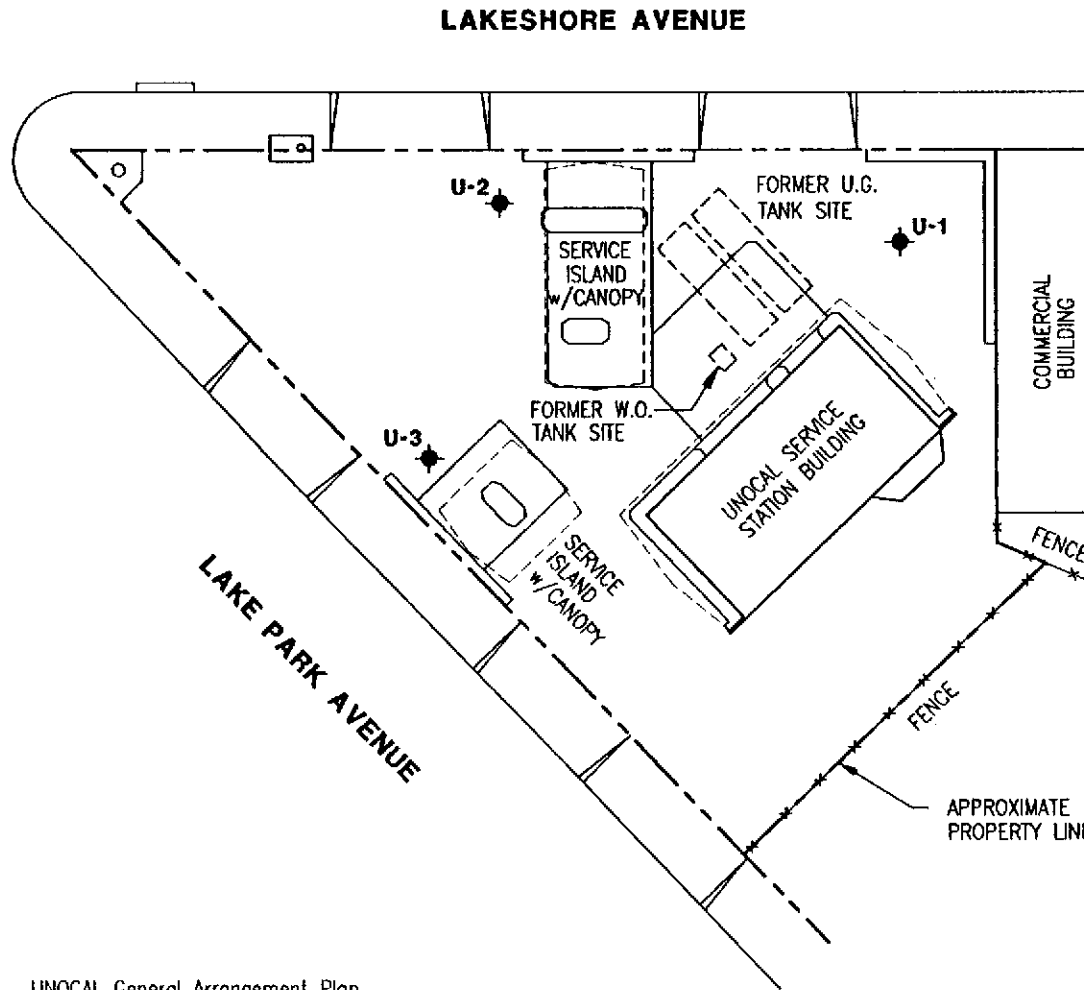 LAKESHORE AVENUE
U-2
FORMER U.G.
TANK SITE
U-1
SERVICE
ISLAND
w/CANOPY
COMMERCIAL
BUILDING
FORMER W.O.
TANK SITE
U-3
UNOCAL SERVICE
STATION BUILDING
SERVICE
ISLAND
w/CANOPY
FENCE
LAKE PARK AVENUE
FENCE
APPROXIMATE
PROPERTY LINE
UNOCAL General Arrangement Plan